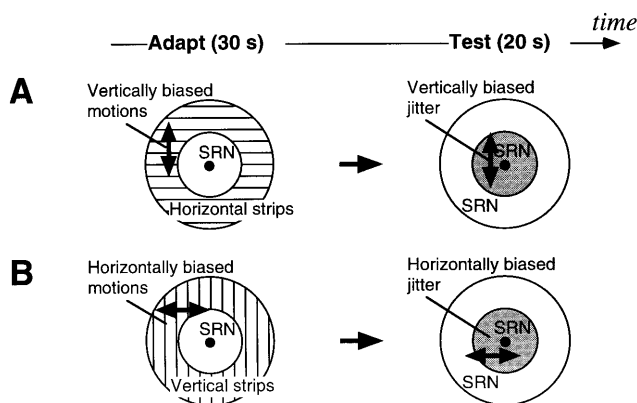 time
Adapt (30 s)
Test (20 s)
A
Vertically biased
motions
SRN
Horizontal strips
Vertically biased
jitter
SRN
SRN
B
Horizontally biased
motions
SRN
Vertical strips
Horizontally biased
jitter
SRN
SRN